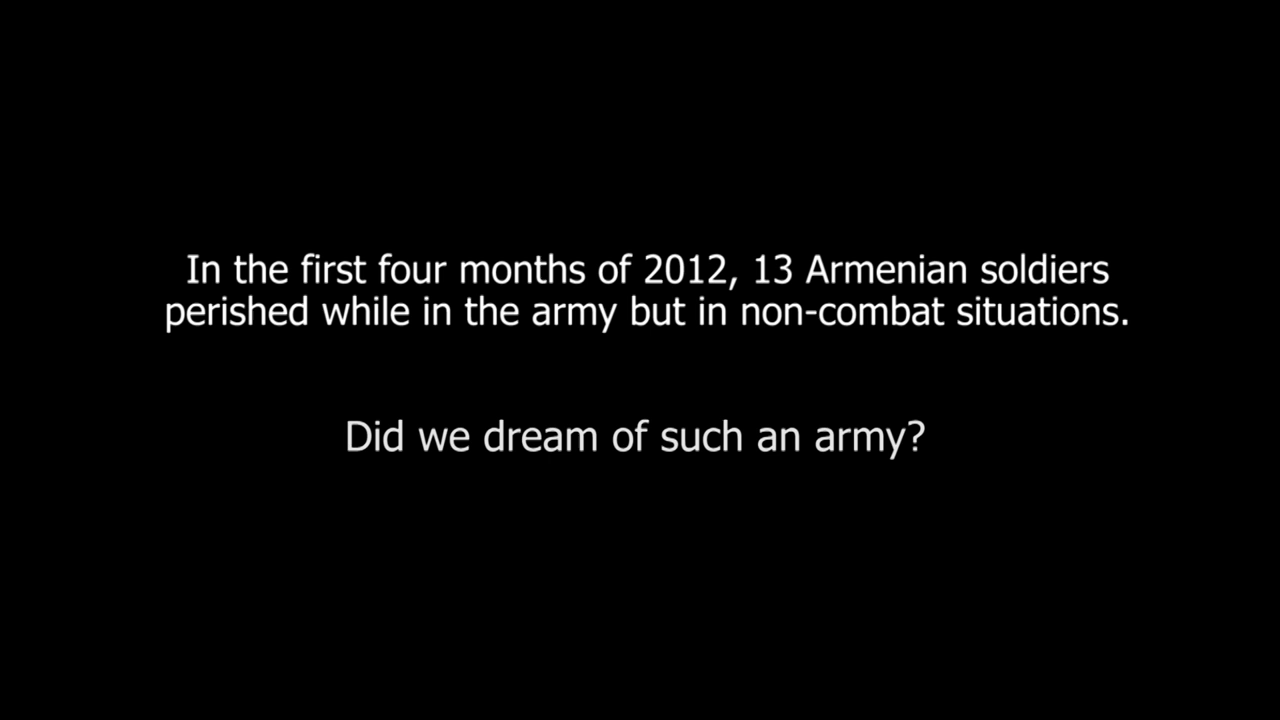 In the first four months of 2012, 13 Armenian soldiers
perished while in the army but in non-combat situations.
Did we dream of such an army?